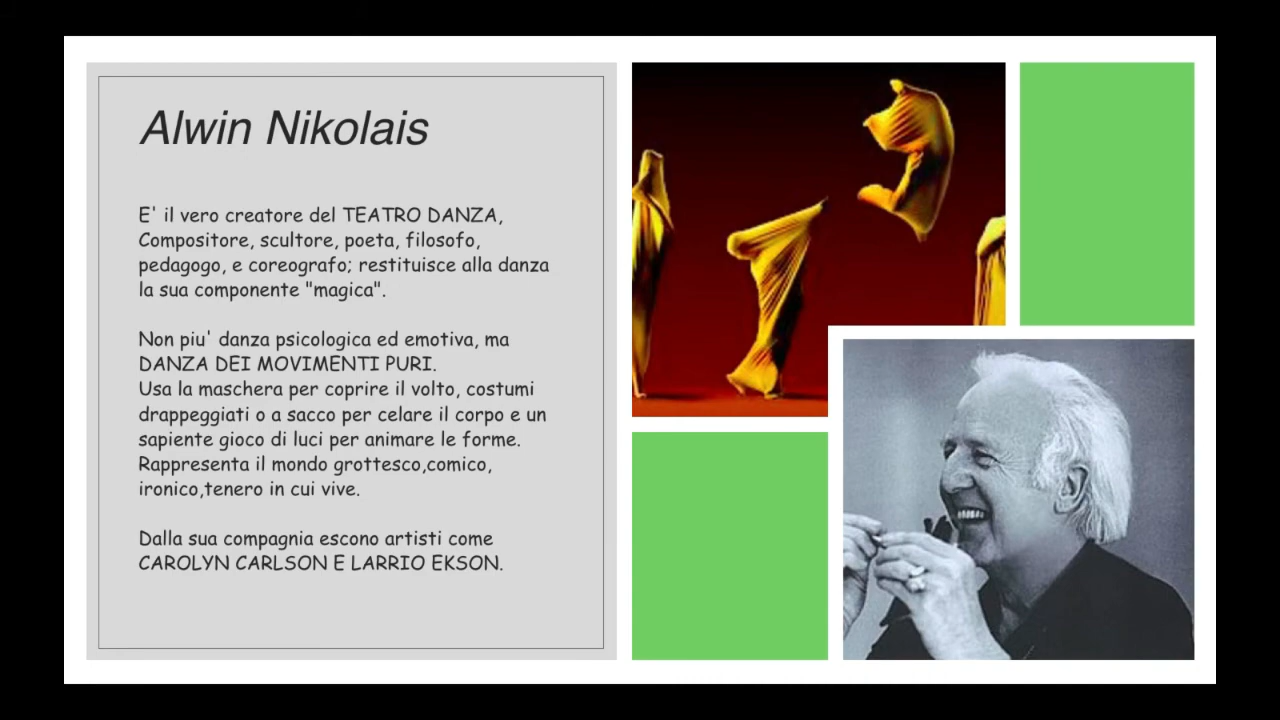 Alwin Nikolais
E' il vero creatore del TEATRO DANZA,
Compositore, scultore, poeta, filosofo,
pedagogo, e coreografo; restituisce alla danza
la sua componente "magica".
Non piu' danza psicologica ed emotiva, ma
DANZA DEI MOVIMENTI PURI.
Usa la maschera per coprire il volto, costumi
drappeggiati o a sacco per celare il corpo e un
sapiente gioco di luci per animare le forme.
Rappresenta il mondo grottesco,comico,
ironico,tenero in cui vive.
Dalla sua compagnia escono artisti come
CAROLYN CARLSON E LARRIO EKSON.